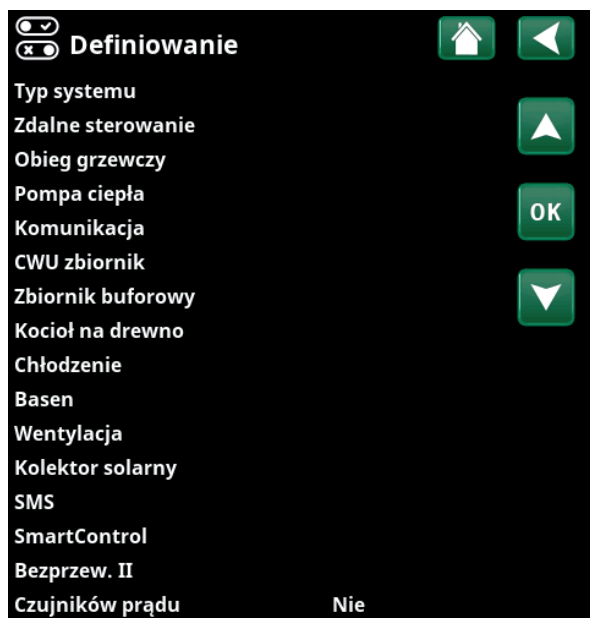 Definiowanie
Typ systemu
Zdalne sterowanie
Obieg grzewczy
Pompa ciepła
OK
Komunikacja
CWU zbiornik
Zbiornik buforowy
Kocioł na drewno
Chłodzenie
Basen
Wentylacja
Kolektor solarny
SMS
SmartControl
Bezprzew. II
Czujników prądu Nie